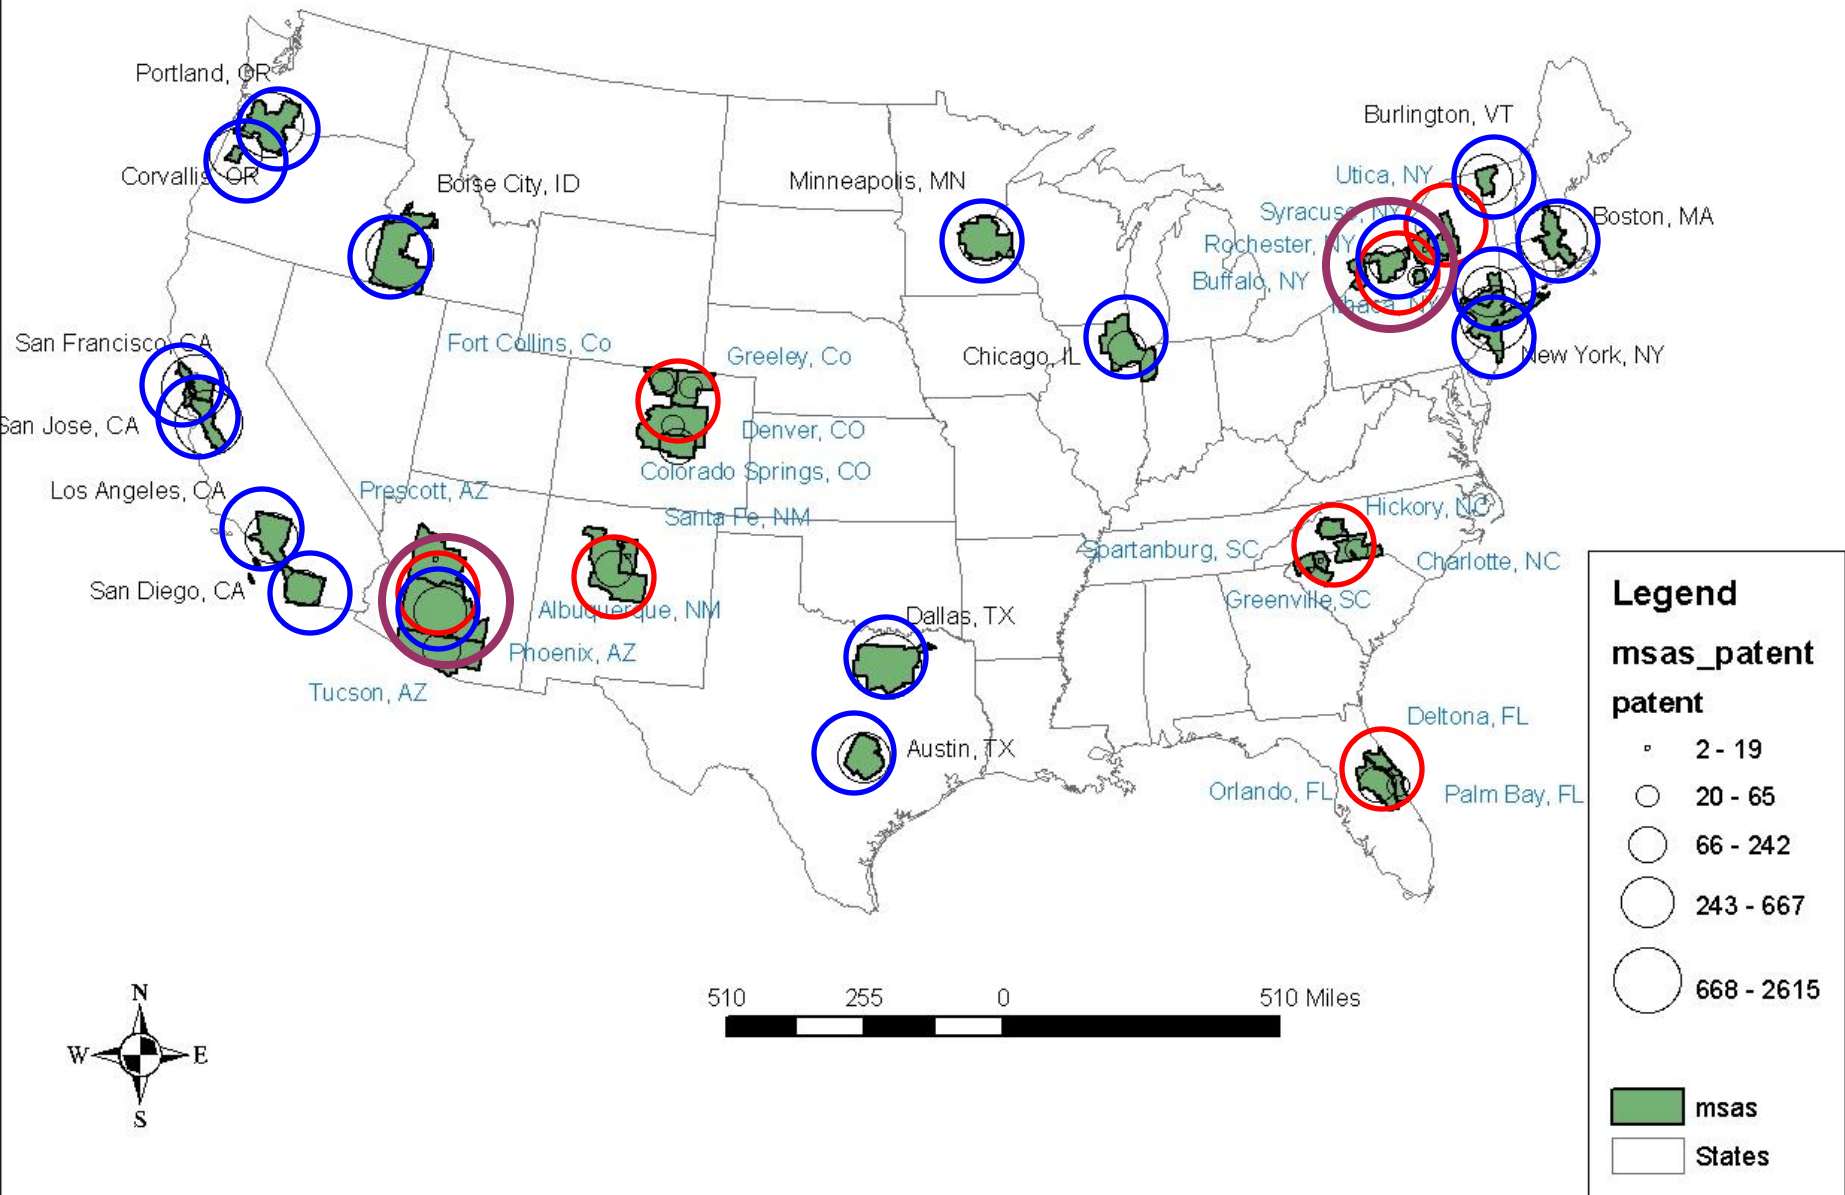 Portland, OR
Burlington, VT
Corvallis, OR
Boise City, ID
Minneapolis, MN
Utica, NY
Syracuse, NY
Boston, MA
Rochester, NY
Buffalo, NY
Ithaca, NY
San Francisco, CA
Fort Collins, Co
Greeley, Co
Chicago, IL
New York, NY
San Jose, CA
Denver, CO
Colorado Springs, CO
Los Angeles, CA
Prescott, AZ
Santa Fe, NM
Hickory, NC
Spartanburg, SC
Charlotte, NC
San Diego, CA
Albuquerque, NM
Greenville,SC
Dallas, TX
Phoenix, AZ
Tucson, AZ
Deltona, FL
Austin, TX
Orlando, FL
Palm Bay, FL
Legend
msas_patent
patent
2 - 19
20 - 65
66 - 242
243 - 667
668 - 2615
msas
States
510 255 0 510 Miles
N
W E
S